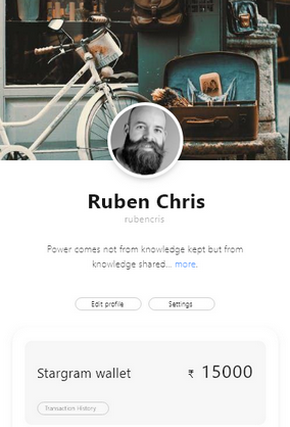 Ruben Chris
rubencris
Power comes not from knowledge kept but from
knowledge shared... more.
Edit profile Settings
Stargram wallet ₹ 15000
Transaction History